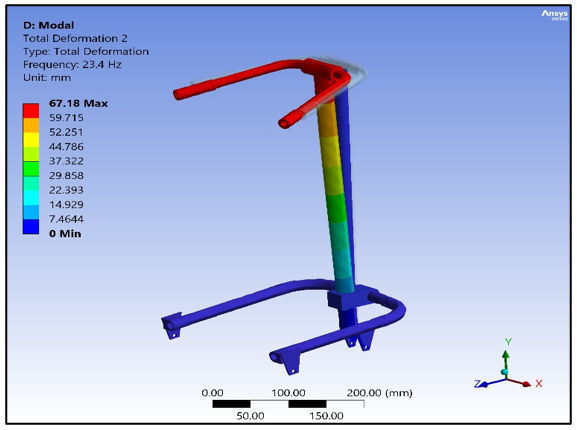 Ansys
D: Modal
Total Deformation 2
Type: Total Deformation
Frequency: 23.4 Hz
Unit: mm
67.18 Max
59.715
52.251
44.786
37.322
29.858
22.393
14.929
7.4644
0 Min
Y
Z
X
0.00 100.00 200.00 (mm)
50.00 150.00